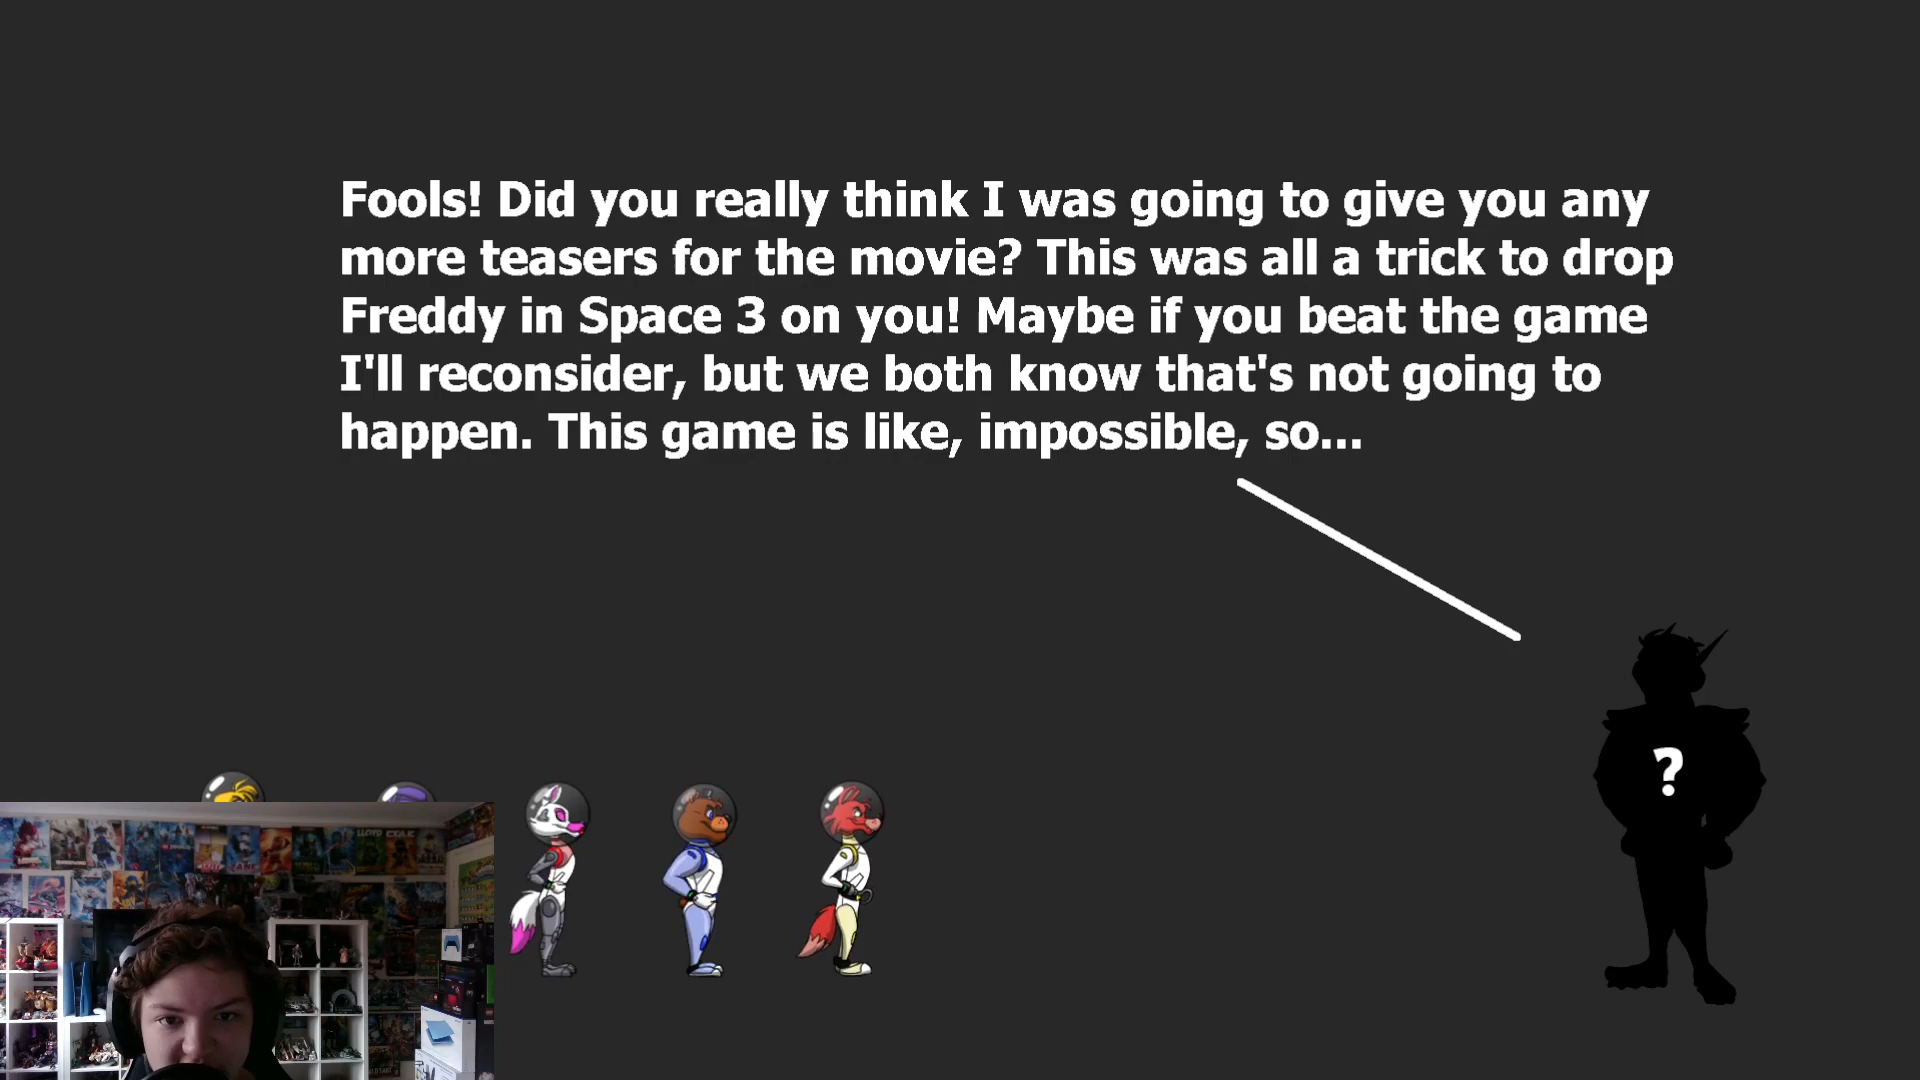 Fools! Did you really think I was going to give you any
more teasers for the movie? This was all a trick to drop
Freddy in Space 3 on you! Maybe if you beat the game
I'll reconsider, but we both know that's not going to
happen. This game is like, impossible, so...
?